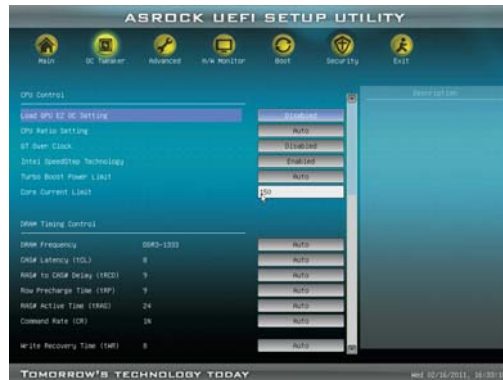 ASROCK UEFI SETUP UTILITY
Main OC Tweaker Advanced H/W Monitor Boot Security Exit
CPU Control
Description
Load CPU EZ OC Setting Disabled
CPU Ratio Setting Auto
GT Over Clock Disabled
Intel SpeedStep Technology Enabled
Turbo Boost Power Limit Auto
Core Current Limit 150
DRAM Timing Control
DRAM Frequency DDR3-1333 Auto
CAS# Latency (tCL) 8 Auto
RAS# to CAS# Delay (tRCD) 9 Auto
Row Precharge Time (tRP) 9 Auto
RAS# Active Time (tRAS) 24 Auto
Command Rate (CR) 1N Auto
Write Recovery Time (tWR) 8 Auto
TOMORROW'S TECHNOLOGY TODAY
Wed 02/16/2011,